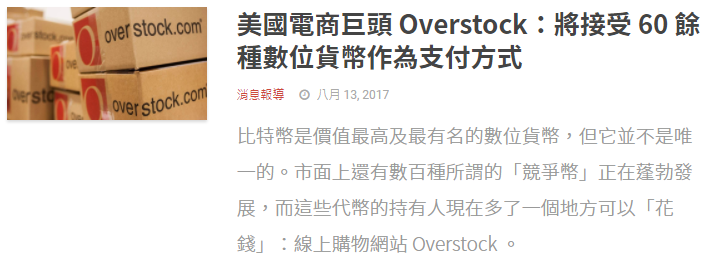 overstock.com
overstock.com
美國電商巨頭 Overstock：將接受 60 餘
種數位貨幣作為支付方式
消息報導 八月 13, 2017
比特幣是價值最高及最有名的數位貨幣，但它並不是唯
一的。市面上還有數百種所謂的「競爭幣」正在蓬勃發
展，而這些代幣的持有人現在多了一個地方可以「花
錢」：線上購物網站 Overstock 。